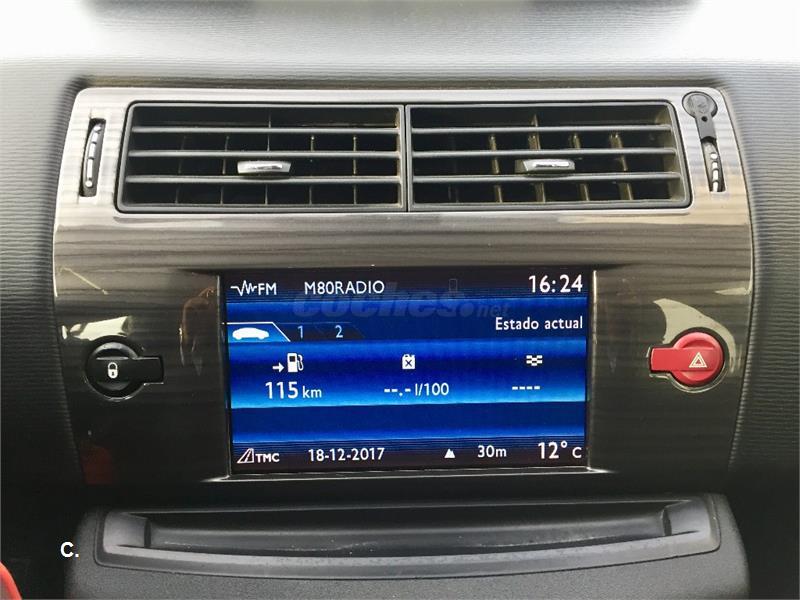 FM M80RADIO 16:24
coches.net
1 2 Estado actual
115 km --.- l/100 ----
TMC 18-12-2017 30m 12° C
C.